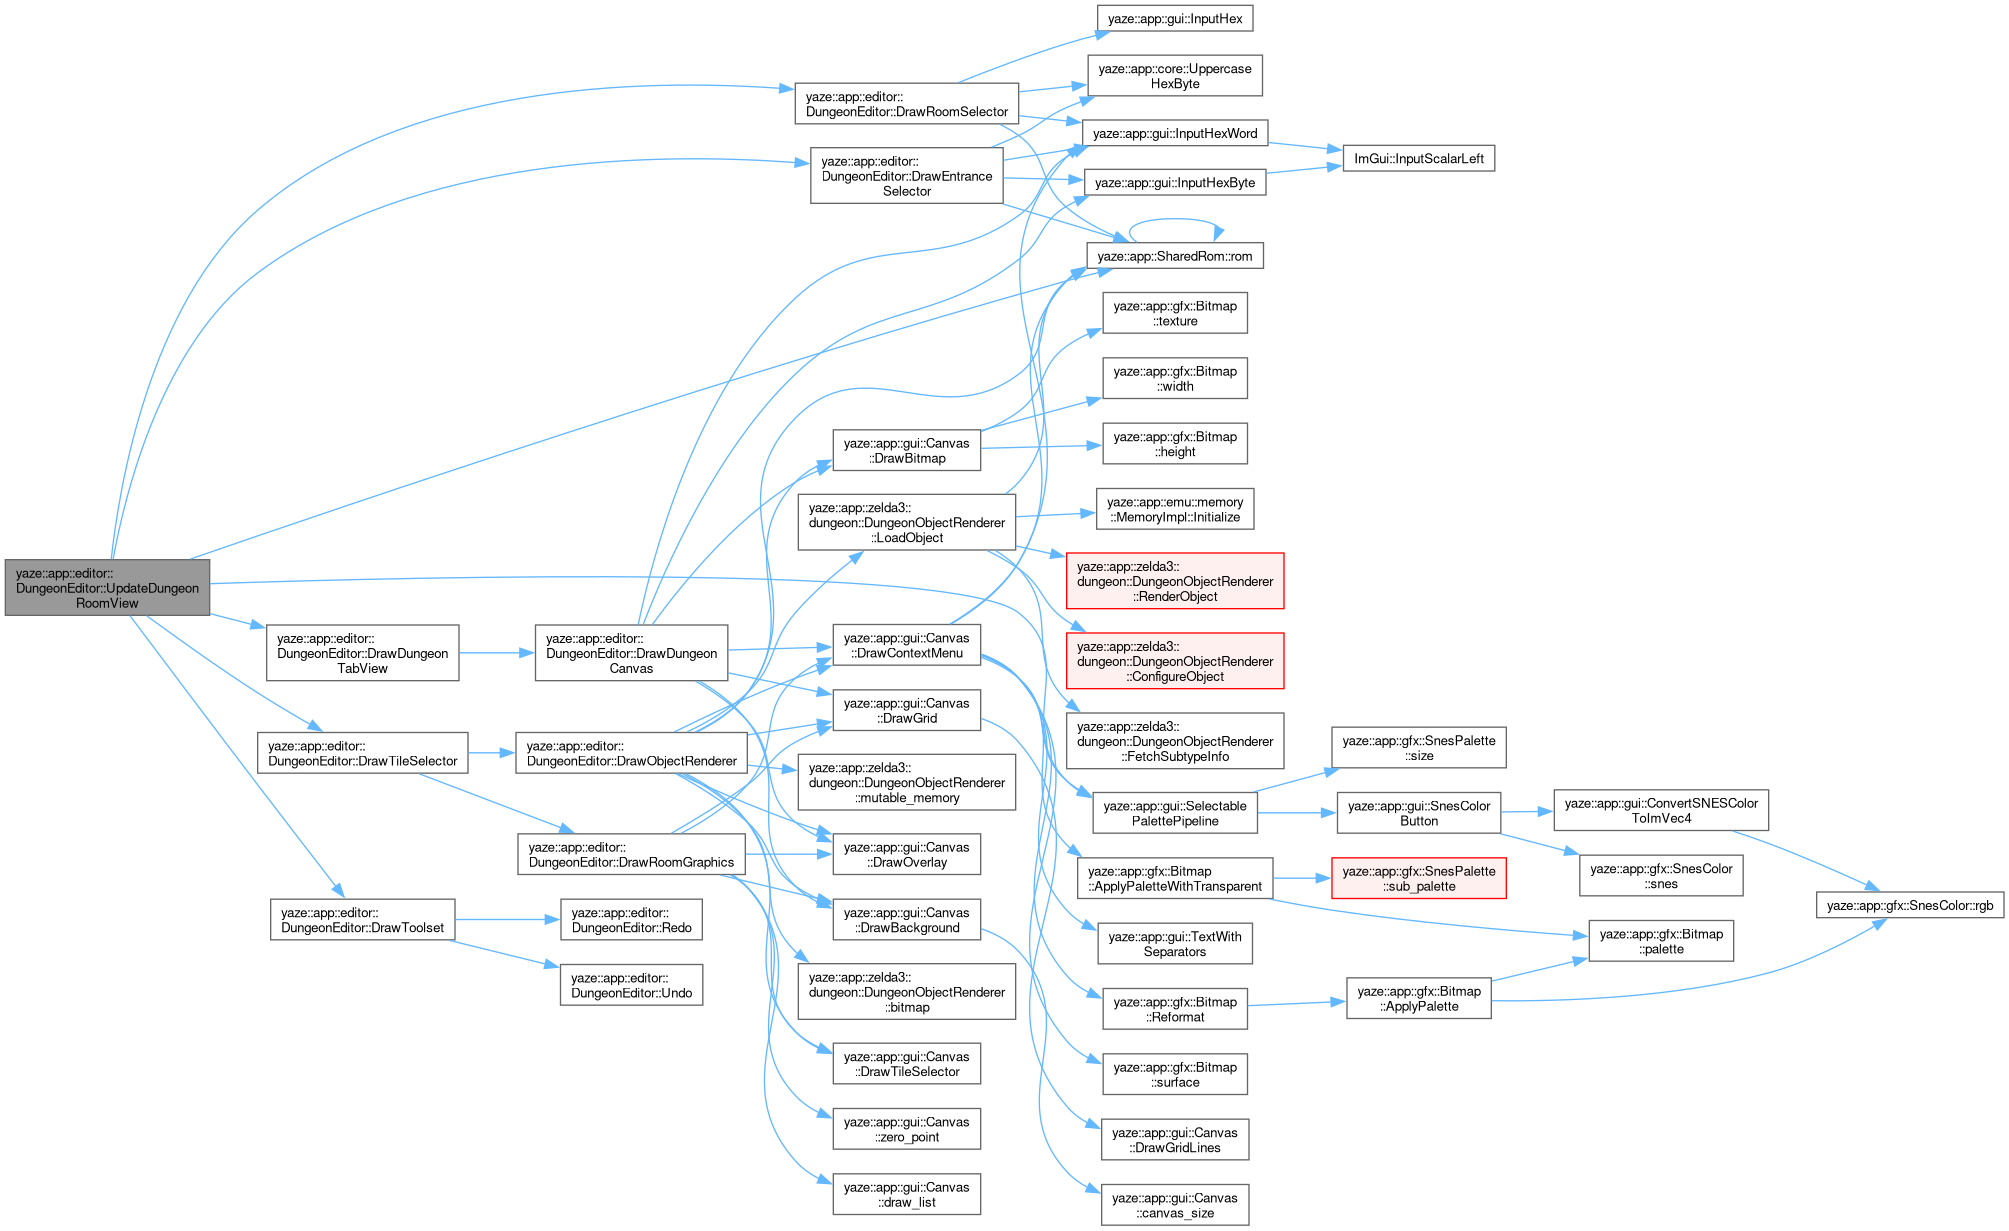 yaze::app::editor::
DungeonEditor::UpdateDungeon
RoomView
yaze::app::editor::
DungeonEditor::DrawDungeon
TabView
yaze::app::editor::
DungeonEditor::DrawTileSelector
yaze::app::editor::
DungeonEditor::DrawToolset
yaze::app::editor::
DungeonEditor::DrawDungeon
Canvas
yaze::app::editor::
DungeonEditor::DrawObjectRenderer
yaze::app::editor::
DungeonEditor::DrawRoomGraphics
yaze::app::editor::
DungeonEditor::Redo
yaze::app::editor::
DungeonEditor::Undo
yaze::app::editor::
DungeonEditor::DrawRoomSelector
yaze::app::editor::
DungeonEditor::DrawEntrance
Selector
yaze::app::gui::Canvas
::DrawBitmap
yaze::app::zelda3::
dungeon::DungeonObjectRenderer
::LoadObject
yaze::app::gui::Canvas
::DrawContextMenu
yaze::app::gui::Canvas
::DrawGrid
yaze::app::zelda3::
dungeon::DungeonObjectRenderer
::mutable_memory
yaze::app::gui::Canvas
::DrawOverlay
yaze::app::gui::Canvas
::DrawBackground
yaze::app::zelda3::
dungeon::DungeonObjectRenderer
::bitmap
yaze::app::gui::Canvas
::DrawTileSelector
yaze::app::gui::Canvas
::zero_point
yaze::app::gui::Canvas
::draw_list
yaze::app::gui::InputHex
yaze::app::core::Uppercase
HexByte
yaze::app::gui::InputHexWord
yaze::app::gui::InputHexByte
yaze::app::SharedRom::rom
yaze::app::gfx::Bitmap
::texture
yaze::app::gfx::Bitmap
::width
yaze::app::gfx::Bitmap
::height
yaze::app::emu::memory
::MemoryImpl::Initialize
yaze::app::zelda3::
dungeon::DungeonObjectRenderer
::RenderObject
yaze::app::zelda3::
dungeon::DungeonObjectRenderer
::ConfigureObject
yaze::app::zelda3::
dungeon::DungeonObjectRenderer
::FetchSubtypeInfo
yaze::app::gui::Selectable
PalettePipeline
yaze::app::gfx::Bitmap
::ApplyPaletteWithTransparent
yaze::app::gui::TextWith
Separators
yaze::app::gfx::Bitmap
::Reformat
yaze::app::gfx::Bitmap
::surface
yaze::app::gui::Canvas
::DrawGridLines
yaze::app::gui::Canvas
::canvas_size
ImGui::InputScalarLeft
yaze::app::gfx::SnesPalette
::size
yaze::app::gui::SnesColor
Button
yaze::app::gfx::SnesPalette
::sub_palette
yaze::app::gfx::Bitmap
::ApplyPalette
yaze::app::gui::ConvertSNESColor
ToImVec4
yaze::app::gfx::SnesColor
::snes
yaze::app::gfx::Bitmap
::palette
yaze::app::gfx::SnesColor::rgb